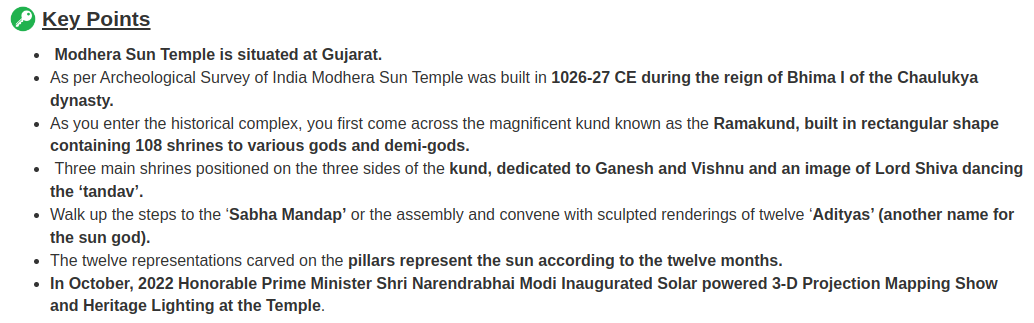 Key Points
Modhera Sun Temple is situated at Gujarat.
As per Archeological Survey of India Modhera Sun Temple was built in 1026-27 CE during the reign of Bhima I of the Chaulukya
dynasty.
As you enter the historical complex, you first come across the magnificent kund known as the Ramakund, built in rectangular shape
containing 108 shrines to various gods and demi-gods.
Three main shrines positioned on the three sides of the kund, dedicated to Ganesh and Vishnu and an image of Lord Shiva dancing
the ‘tandav’.
Walk up the steps to the ‘Sabha Mandap’ or the assembly and convene with sculpted renderings of twelve ‘Adityas’ (another name for
the sun god).
The twelve representations carved on the pillars represent the sun according to the twelve months.
In October, 2022 Honorable Prime Minister Shri Narendrabhai Modi Inaugurated Solar powered 3-D Projection Mapping Show
and Heritage Lighting at the Temple.